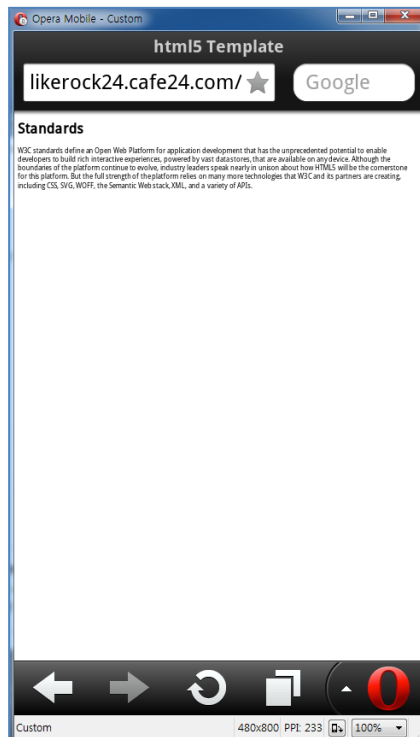 Opera Mobile - Custom
html5 Template
likerock24.cafe24.com/
Google
Standards
W3C standards define an Open Web Platform for application development that has the unprecedented potential to enable
developers to build rich interactive experiences, powered by vast datastores, that are available on any device. Although the
boundaries of the platform continue to evolve, industry leaders speak nearly in unison about how HTML5 will be the cornerstone
for this platform. But the full strength of the platform relies on many more technologies that W3C and its partners are creating,
including CSS, SVG, WOFF, the Semantic Web stack, XML, and a variety of APIs.
Custom
480x800 PPI: 233
100%